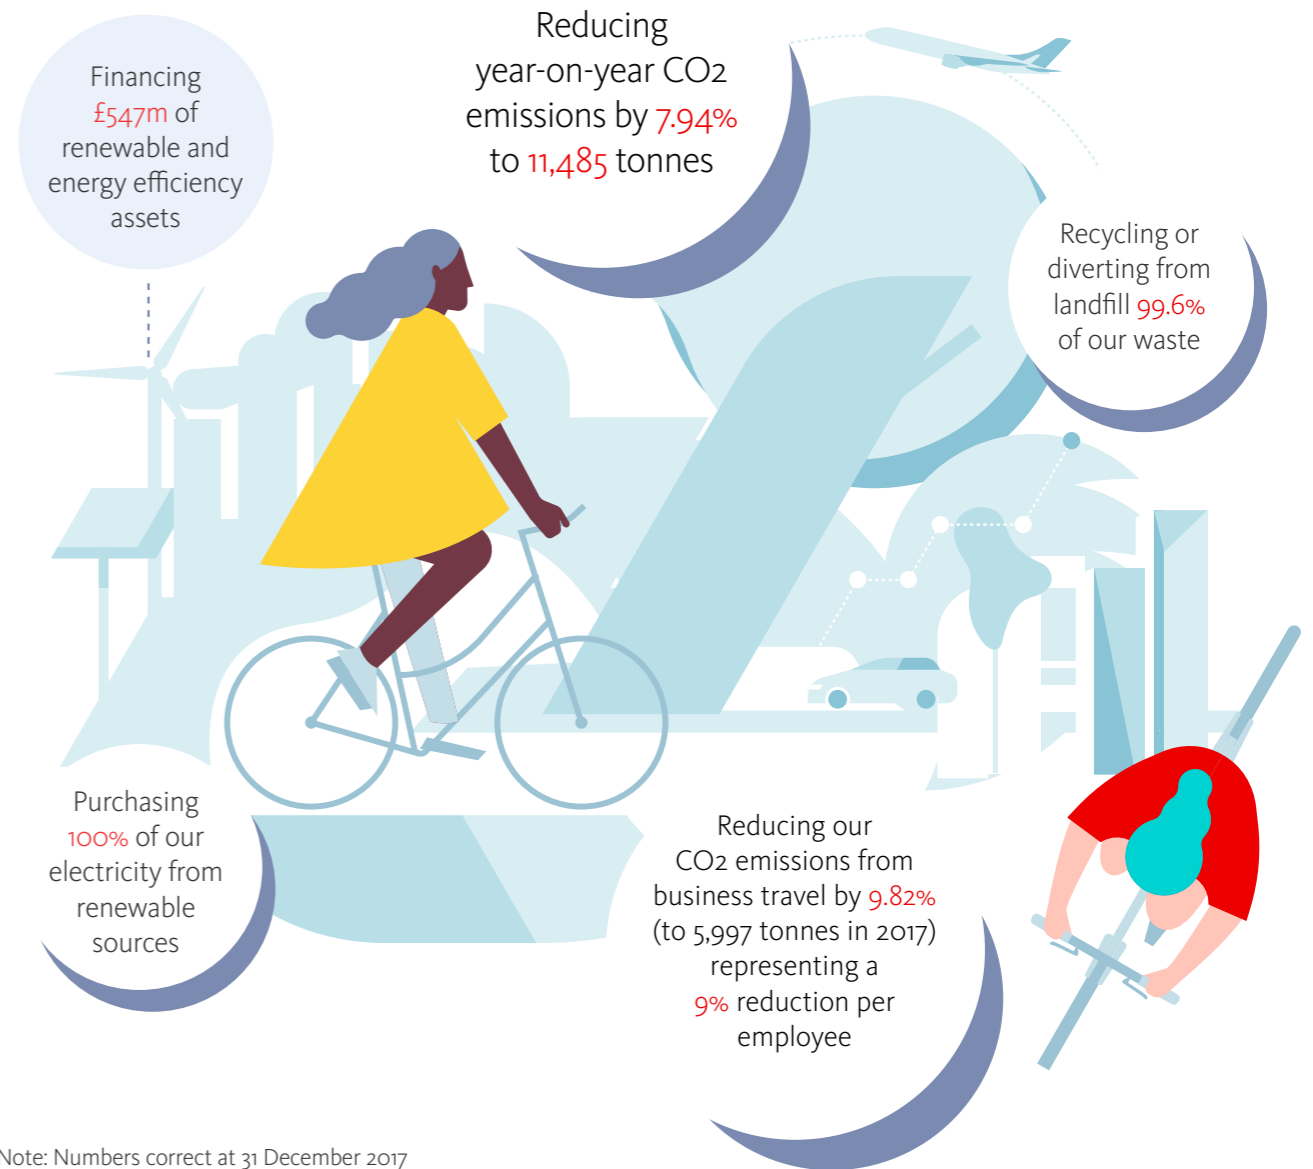 Financing
£547m of
renewable and
energy efficiency
assets
Reducing
year-on-year CO2
emissions by 7.94%
to 11,485 tonnes
Recycling or
diverting from
landfill 99.6%
of our waste
Purchasing
100% of our
electricity from
renewable
sources
Reducing our
CO2 emissions from
business travel by 9.82%
(to 5,997 tonnes in 2017)
representing a
9% reduction per
employee
Note: Numbers correct at 31 December 2017